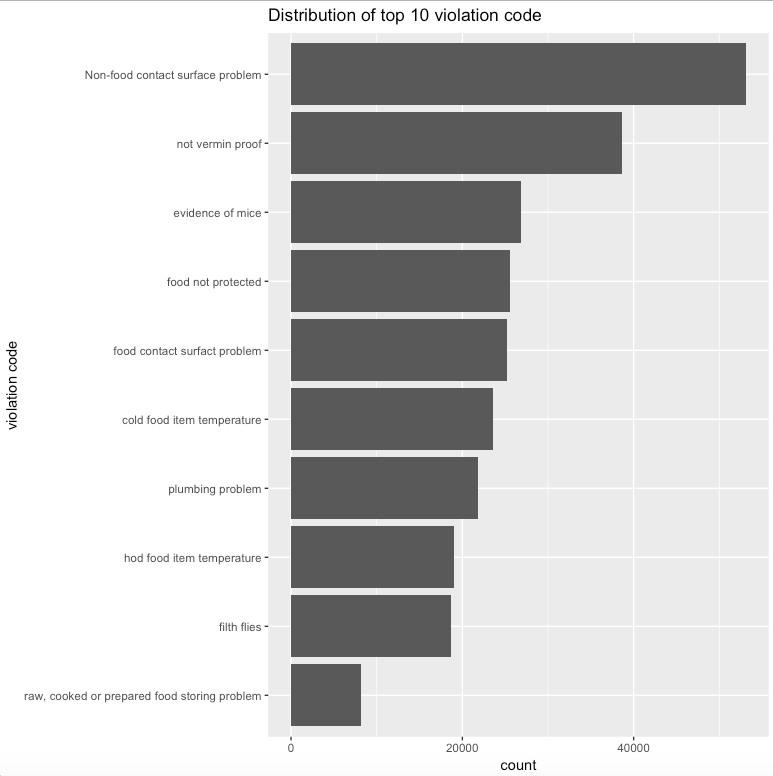 Distribution of top 10 violation code
Non-food contact surface problem
not vermin proof
evidence of mice
food not protected
food contact surfact problem
cold food item temperature
plumbing problem
hod food item temperature
filth flies
raw, cooked or prepared food storing problem
violation code
0 20000 40000
count